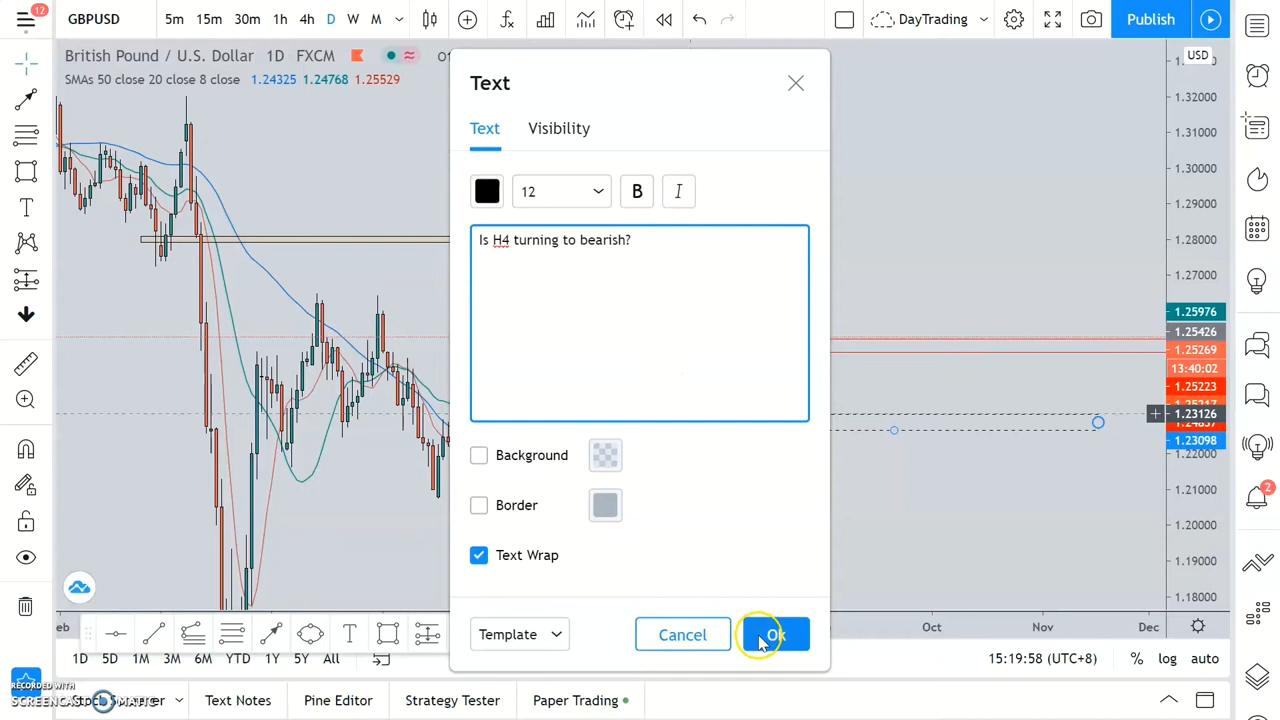 12
GBPUSD
5m 15m 30m 1h 4h D W M
DayTrading
Publish
British Pound / U.S. Dollar 1D FXCM
SMAs 50 close 20 close 8 close 1.24325 1.24768 1.25529
USD
1.32000
1.31000
1.30000
1.29000
1.28000
1.27000
1.25976
1.25426
1.25269
13:40:02
1.25223
1.23126
1.23098
1.22000
1.21000
1.20000
1.19000
1.18000
Text
Text Visibility
12 B I
Is H4 turning to bearish?
Background
Border
Text Wrap
Template Cancel Ok
2
Oct Nov Dec
1D 5D 1M 3M 6M YTD 1Y 5Y All
15:19:58 (UTC+8) % log auto
RECORDED WITH
SCREENCAST MATIC
Text Notes Pine Editor Strategy Tester Paper Trading